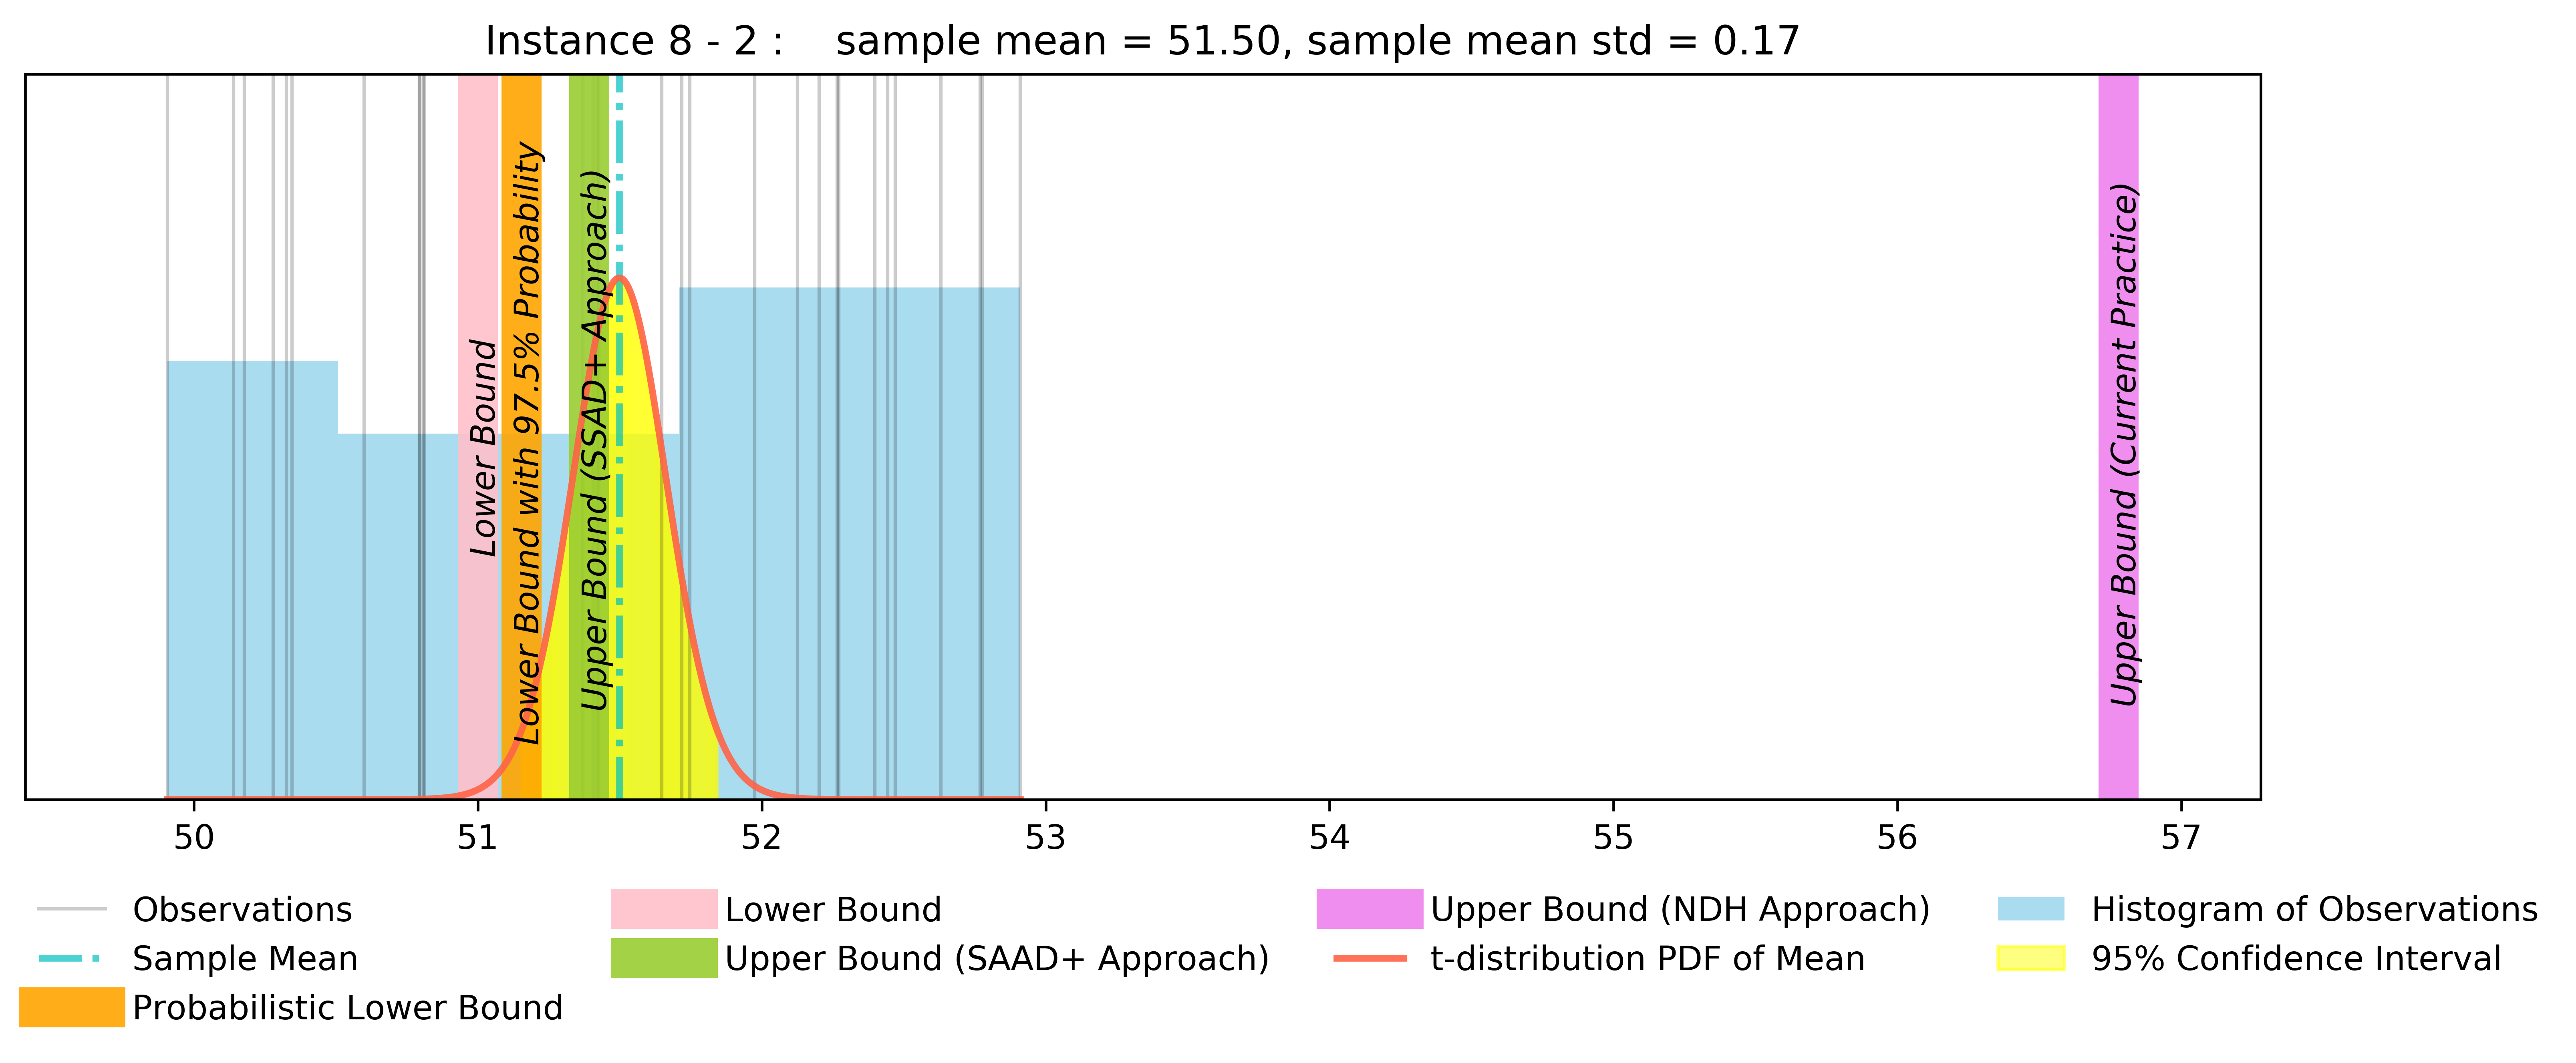 Instance 8 - 2 :    sample mean = 51.50, sample mean std = 0.17
Lower Bound
Lower Bound with 97.5% Probability
Upper Bound (SSAD+ Approach)
Upper Bound (Current Practice)
50 51 52 53 54 55 56 57
Observations
Sample Mean
Probabilistic Lower Bound
Lower Bound
Upper Bound (SAAD+ Approach)
Upper Bound (NDH Approach)
t-distribution PDF of Mean
Histogram of Observations
95% Confidence Interval